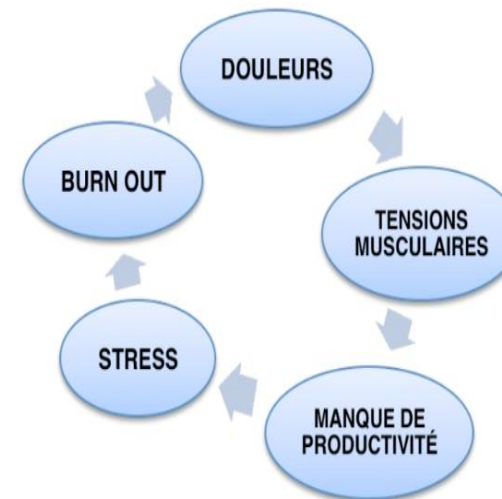 DOULEURS
TENSIONS
MUSCULAIRES
MANQUE DE
PRODUCTIVITÉ
STRESS
BURN OUT